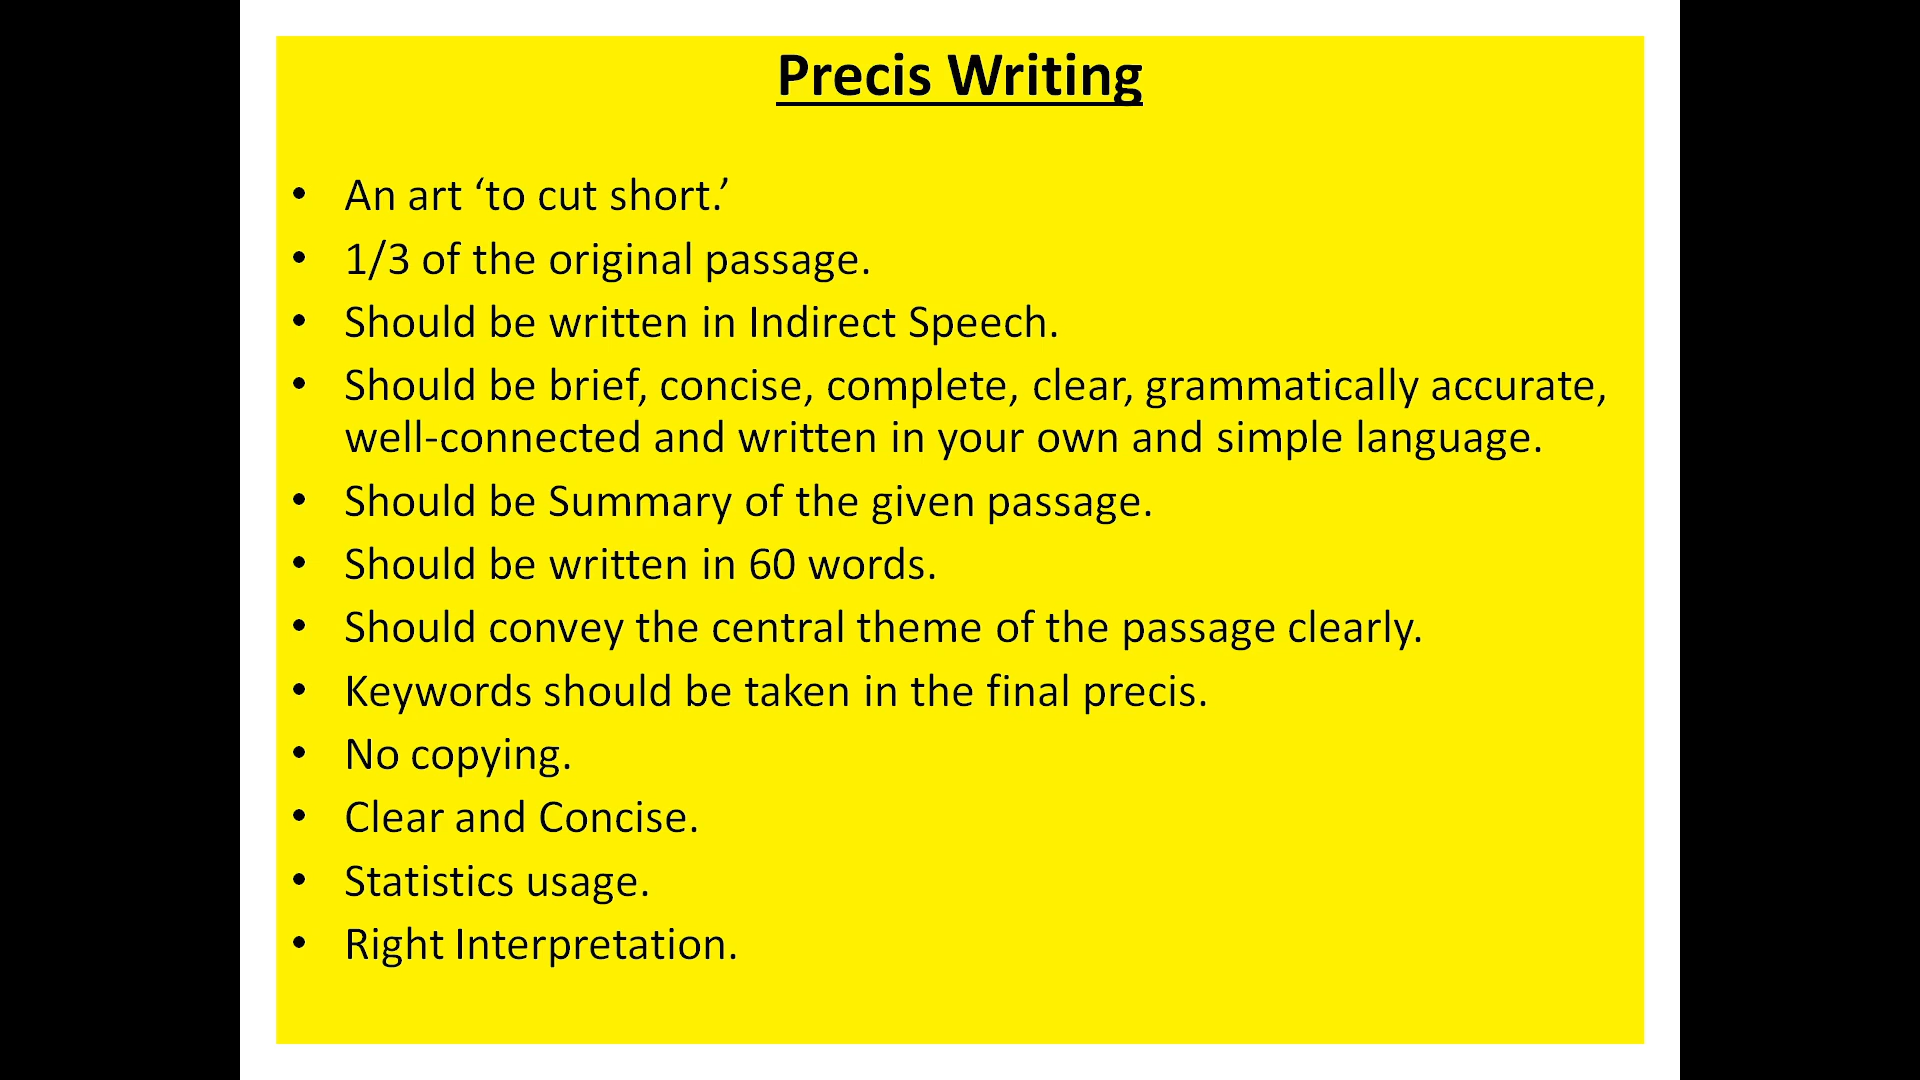 Precis Writing
• An art ‘to cut short.’
• 1/3 of the original passage.
• Should be written in Indirect Speech.
• Should be brief, concise, complete, clear, grammatically accurate,
well-connected and written in your own and simple language.
• Should be Summary of the given passage.
• Should be written in 60 words.
• Should convey the central theme of the passage clearly.
• Keywords should be taken in the final precis.
• No copying.
• Clear and Concise.
• Statistics usage.
• Right Interpretation.